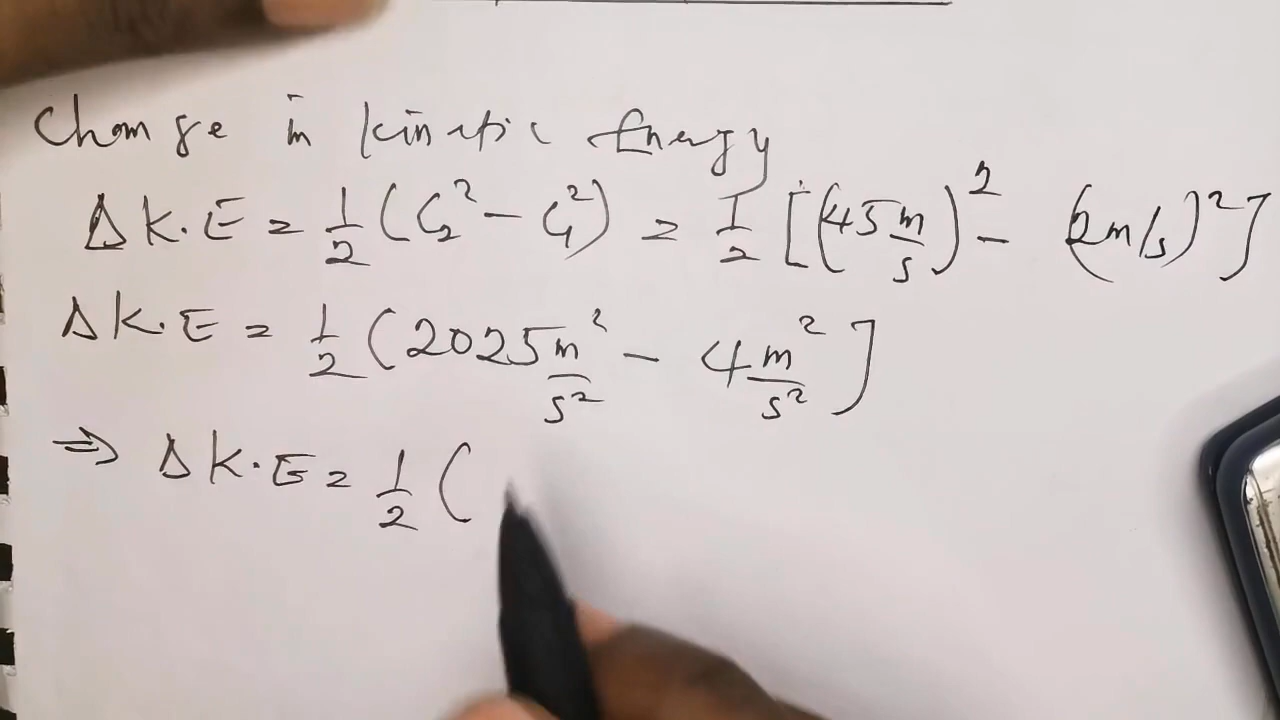 Change in kinetic Energy
ΔK.E = 1/2 (C₂² - C₁²) = 1/2 [(45 m/s)² - (2m/s)²]
ΔK.E = 1/2 (2025 m²/s² - 4 m²/s²]
⇒ ΔK.E = 1/2 (